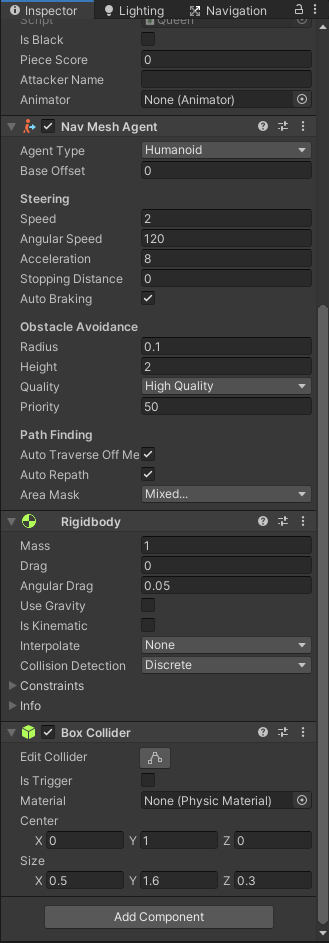 Inspector Lighting Navigation
Script Queen
Is Black
Piece Score 0
Attacker Name
Animator None (Animator)
Nav Mesh Agent
Agent Type Humanoid
Base Offset 0
Steering
Speed 2
Angular Speed 120
Acceleration 8
Stopping Distance 0
Auto Braking
Obstacle Avoidance
Radius 0.1
Height 2
Quality High Quality
Priority 50
Path Finding
Auto Traverse Off Me
Auto Repath
Area Mask Mixed...
Rigidbody
Mass 1
Drag 0
Angular Drag 0.05
Use Gravity
Is Kinematic
Interpolate None
Collision Detection Discrete
Constraints
Info
Box Collider
Edit Collider
Is Trigger
Material None (Physic Material)
Center
X 0 Y 1 Z 0
Size
X 0.5 Y 1.6 Z 0.3
Add Component